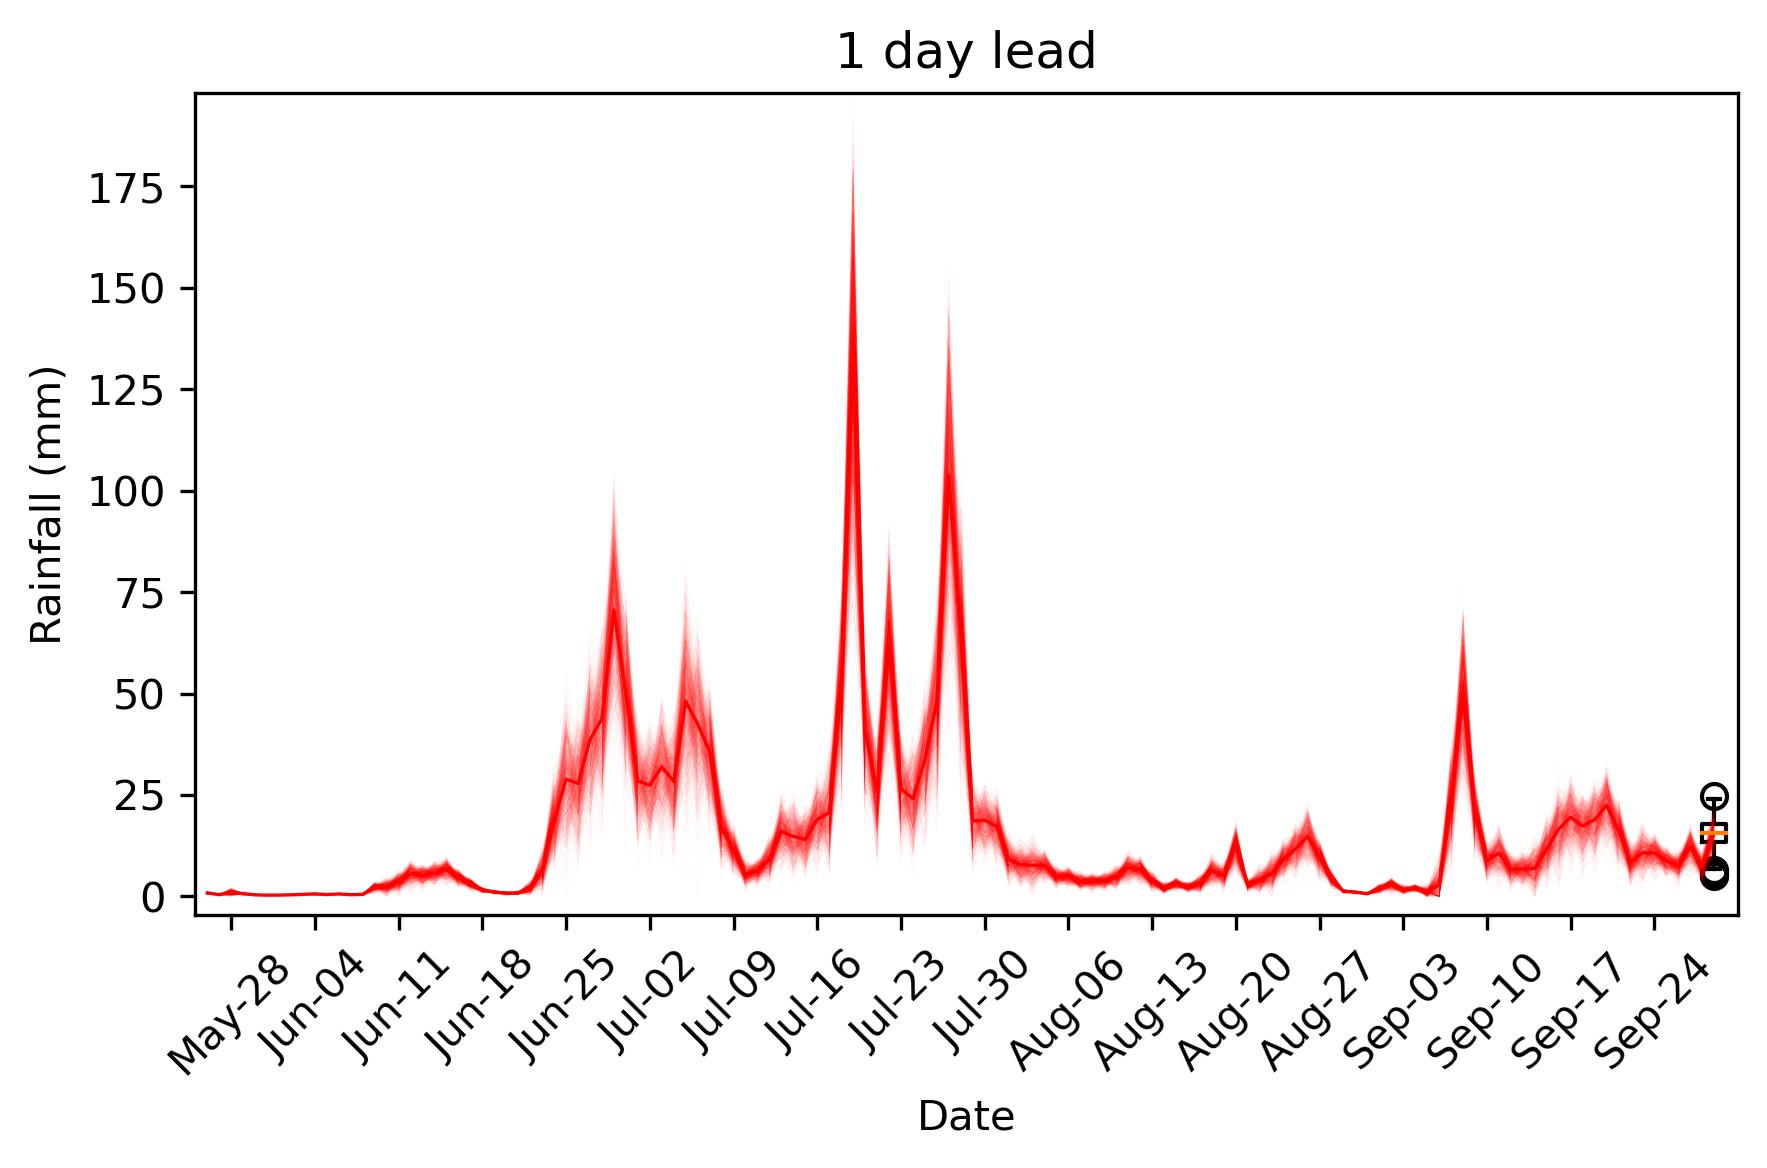 1 day lead
Rainfall (mm)
175
150
125
100
75
50
25
0
May-28
Jun-04
Jun-11
Jun-18
Jun-25
Jul-02
Jul-09
Jul-16
Jul-23
Jul-30
Aug-06
Aug-13
Aug-20
Aug-27
Sep-03
Sep-10
Sep-17
Sep-24
Date